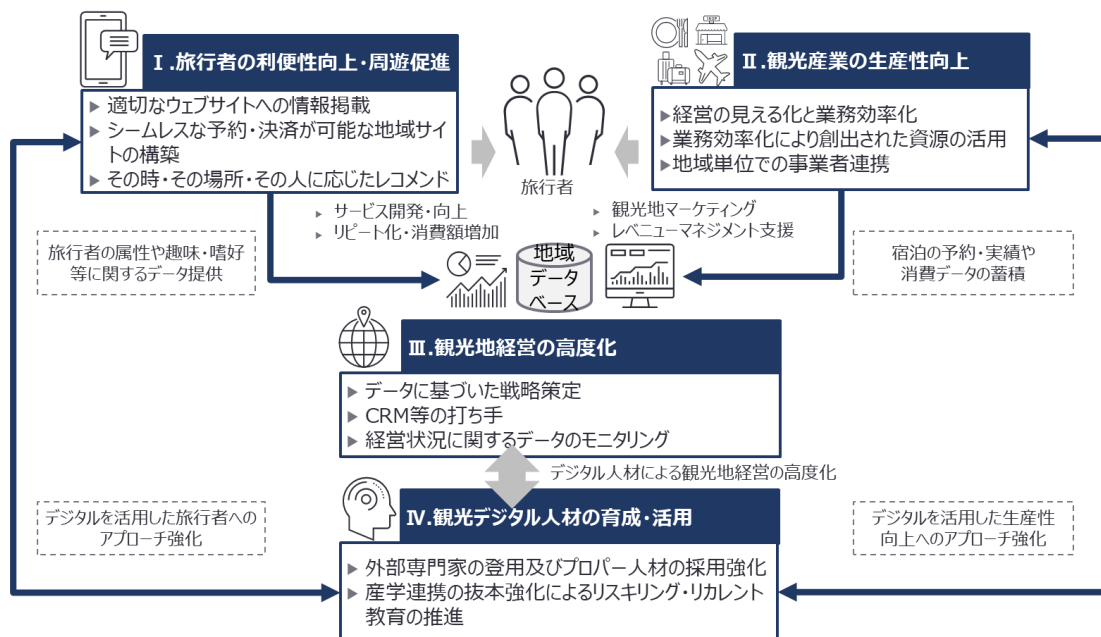 Ⅰ.旅行者の利便性向上・周遊促進
▶ 適切なウェブサイトへの情報掲載
▶ シームレスな予約・決済が可能な地域サイ
トの構築
▶ その時・その場所・その人に応じたレコメンド
旅行者
Ⅱ.観光産業の生産性向上
▶経営の見える化と業務効率化
▶業務効率化により創出された資源の活用
▶地域単位での事業者連携
▶ サービス開発・向上
▶ リピート化・消費額増加
▶ 観光地マーケティング
▶ レベニューマネジメント支援
旅行者の属性や趣味・嗜好
等に関するデータ提供
地域
データ
ベース
宿泊の予約・実績や
消費データの蓄積
Ⅲ.観光地経営の高度化
▶ データに基づいた戦略策定
▶ CRM等の打ち手
▶ 経営状況に関するデータのモニタリング
デジタル人材による観光地経営の高度化
デジタルを活用した旅行者への
アプローチ強化
Ⅳ.観光デジタル人材の育成・活用
▶ 外部専門家の登用及びプロパー人材の採用強化
▶ 産学連携の抜本強化によるリスキリング・リカレント
教育の推進
デジタルを活用した生産性
向上へのアプローチ強化